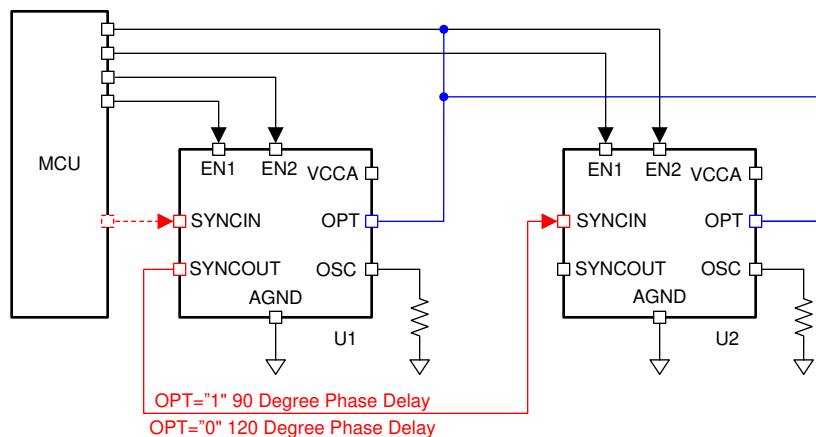 MCU
EN1 EN2
VCCA
SYNCIN OPT
SYNCOUT OSC
AGND
U1
EN1 EN2
VCCA
SYNCIN OPT
SYNCOUT OSC
AGND
U2
OPT="1" 90 Degree Phase Delay
OPT="0" 120 Degree Phase Delay